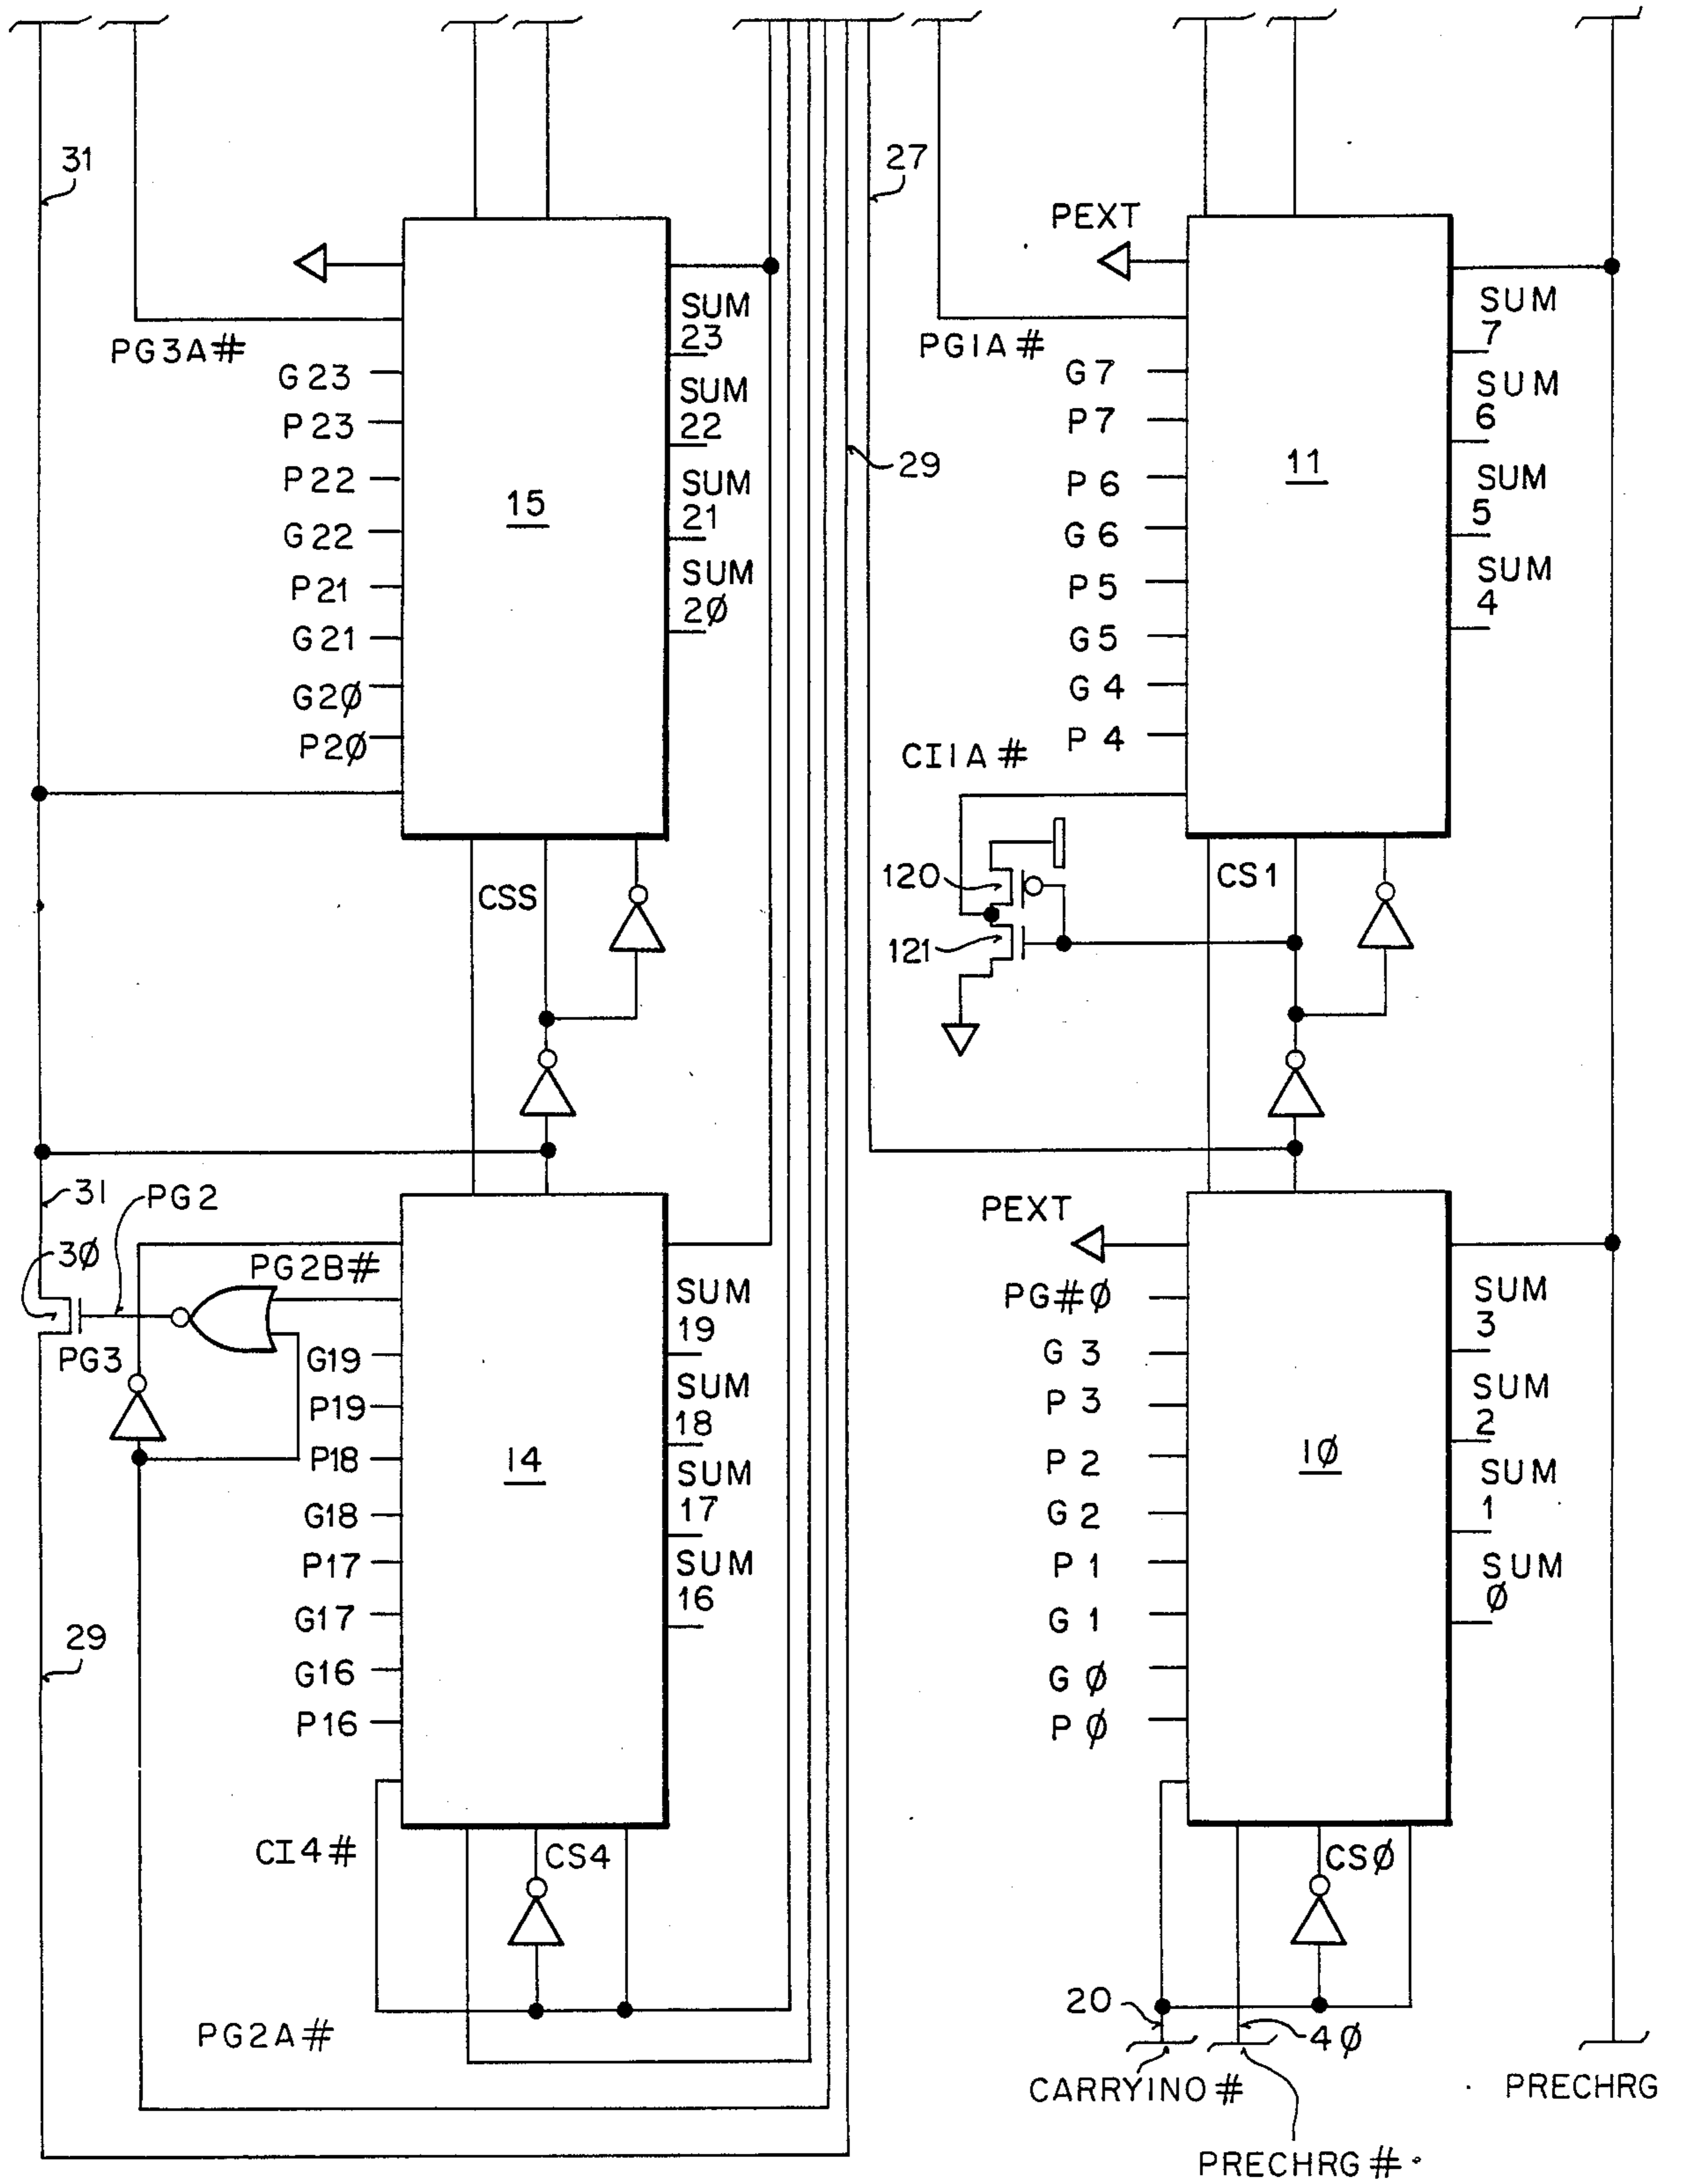 31
27
PEXT
SUM
23
SUM
7
PG3A#
PG1A#
G23
G7
SUM
22
SUM
6
P23
P7
29
15
11
P22
P6
SUM
21
SUM
5
G22
G6
P21
P5
SUM
2Ø
SUM
4
G21
G5
G2Ø
G4
P2Ø
P4
CI1A#
CSS
120
CS1
121
31
PG2
PEXT
3Ø
PG2B#
PG#Ø
SUM
19
SUM
3
PG3
G19
G3
P19
P3
SUM
18
SUM
2
P18
P2
14
1Ø
G18
G2
SUM
17
SUM
1
P17
P1
SUM
16
SUM
Ø
G17
G1
29
G16
GØ
P16
PØ
CI4#
CS4
CSØ
20
4Ø
PG2A#
CARRYINO#
PRECHRG
PRECHRG#